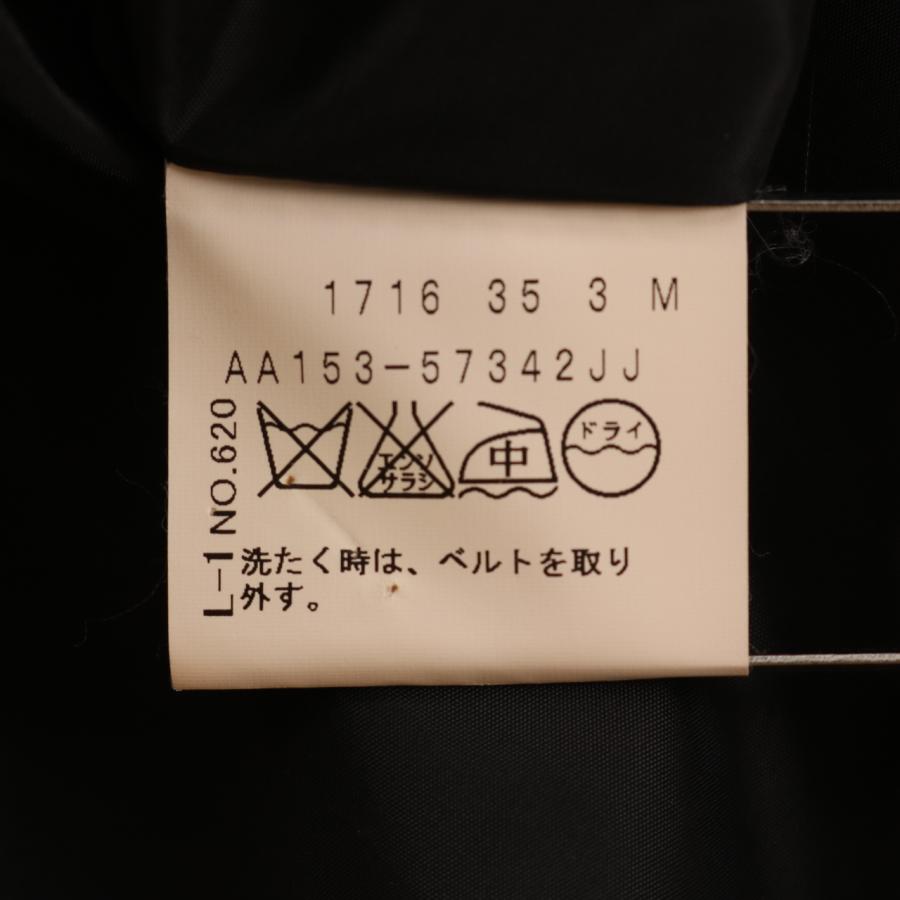 1716 35 3 M
AA153-57342JJ
エンソ
サラシ
中
ドライ
L-1 NO.620
洗たく時は、ベルトを取り
外す。